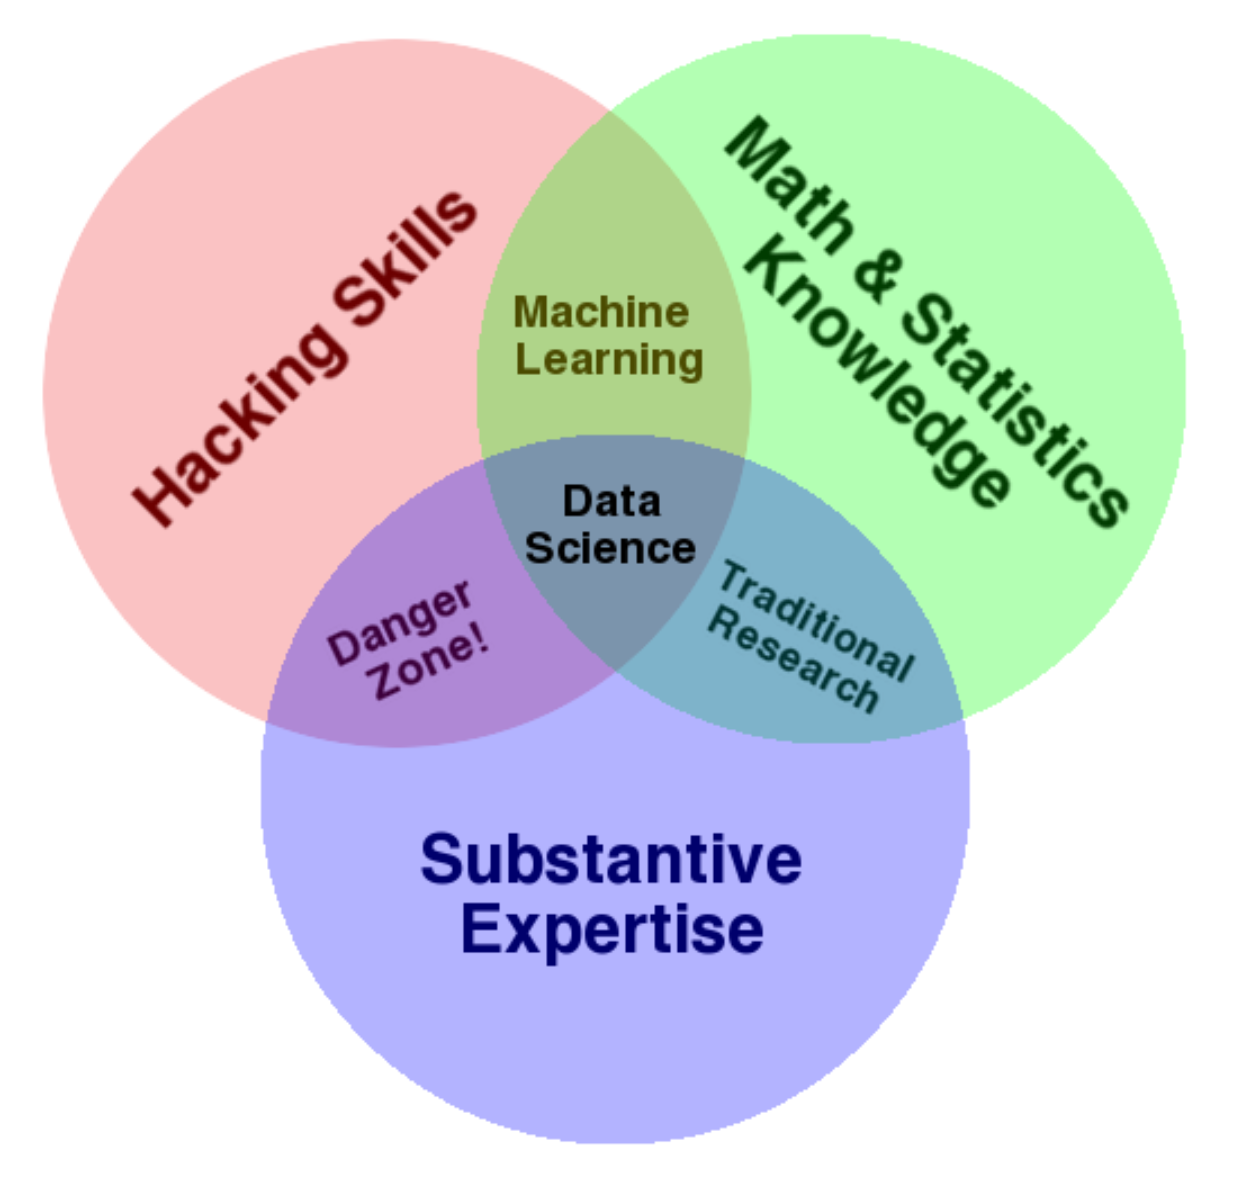 Hacking Skills
Math & Statistics
Knowledge
Machine
Learning
Data
Science
Danger
Zone!
Traditional
Research
Substantive
Expertise